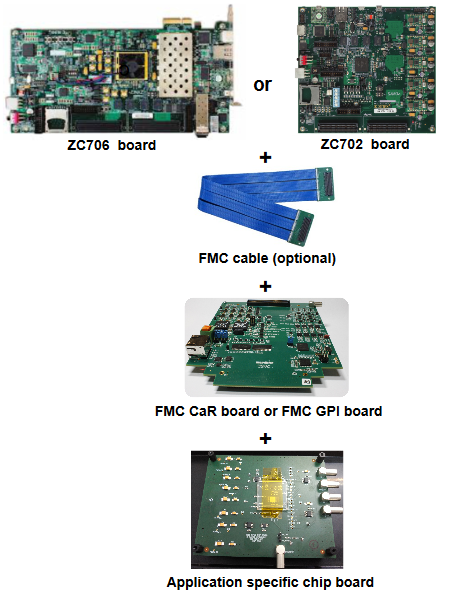 or
ZC706 board
ZC702 board
+
FMC cable (optional)
+
FMC CaR board or FMC GPI board
+
Application specific chip board